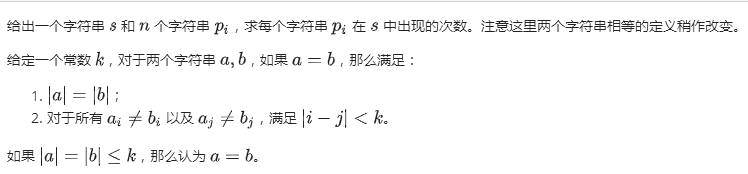 给出一个字符串 s 和 n 个字符串 p_i，求每个字符串 p_i 在 s 中出现的次数。注意这里两个字符串相等的定义稍作改变。
给定一个常数 k，对于两个字符串 a, b，如果 a = b，那么满足：
1. |a| = |b|；
2. 对于所有 a_i ≠ b_i 以及 a_j ≠ b_j，满足 |i − j| < k。
如果 |a| = |b| ≤ k，那么认为 a = b。